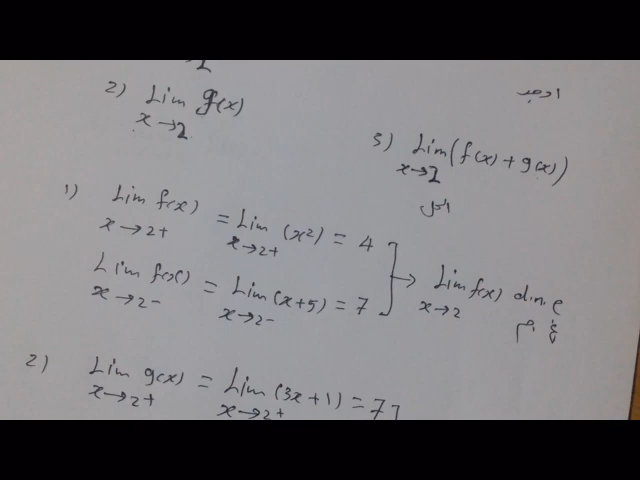 2) Lim g(x)
x→2
اوجد
3) Lim(f(x) + g(x))
x→2
الحل
1) Lim f(x) = Lim (x²) = 4
x→2+ x→2+
Lim f(x) = Lim (x+5) = 7
x→2- x→2-
Lim f(x) d.n.e
x→2
2) Lim g(x) = Lim (3x+1) = 7
x→2+ x→2+